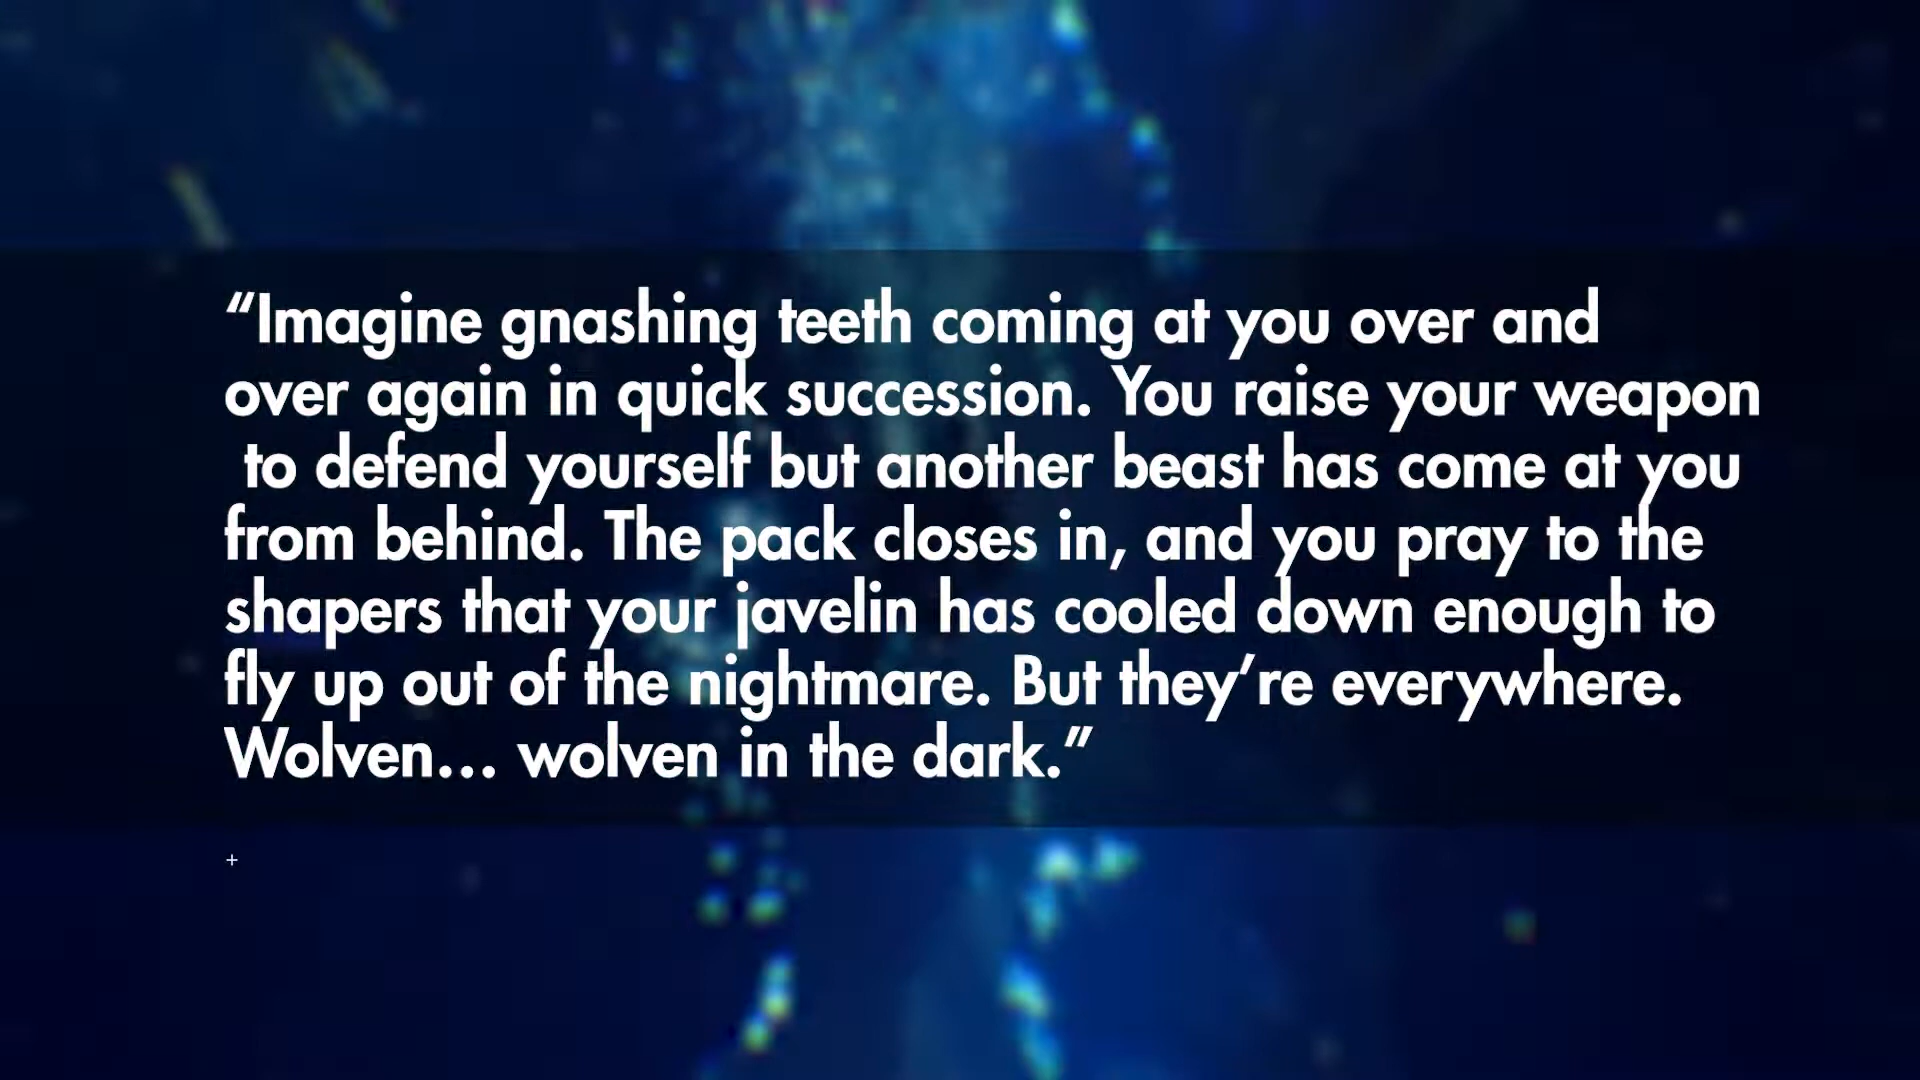 “Imagine gnashing teeth coming at you over and
over again in quick succession. You raise your weapon
to defend yourself but another beast has come at you
from behind. The pack closes in, and you pray to the
shapers that your javelin has cooled down enough to
fly up out of the nightmare. But they’re everywhere.
Wolven… wolven in the dark.”
+